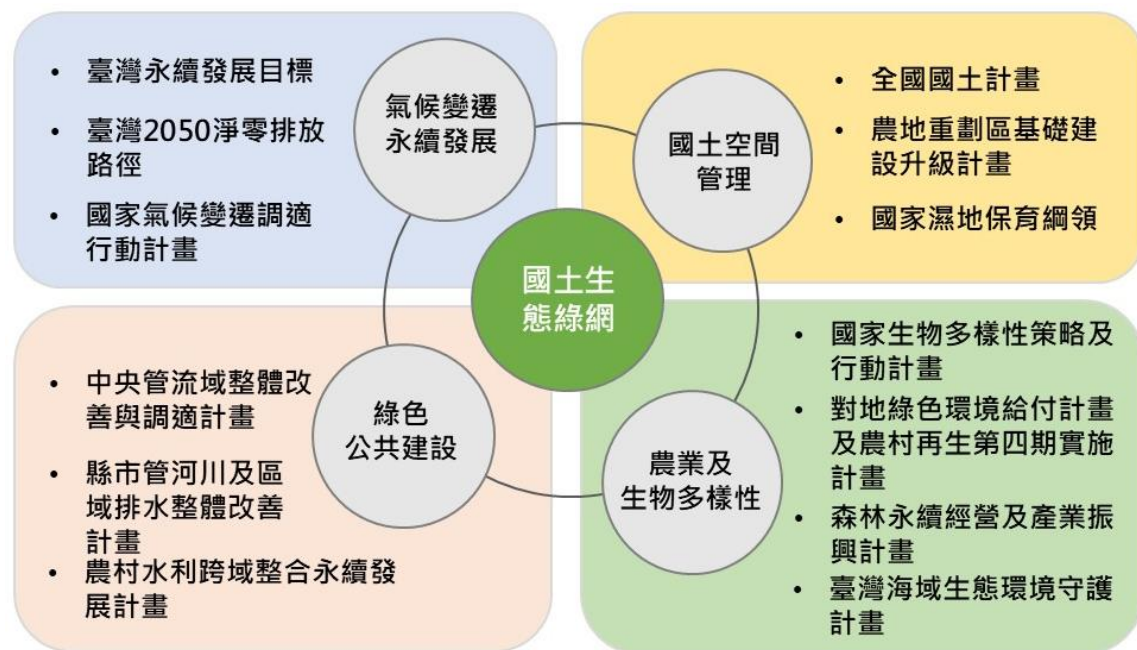 • 臺灣永續發展目標
• 臺灣2050淨零排放
路徑
• 國家氣候變遷調適
行動計畫
氣候變遷
永續發展
國土空間
管理
• 全國國土計畫
• 農地重劃區基礎建
設升級計畫
• 國家濕地保育綱領
國土生
態綠網
• 中央管流域整體改
善與調適計畫
• 縣市管河川及區
域排水整體改善
計畫
• 農村水利跨域整合永續發
展計畫
綠色
公共建設
農業及
生物多樣性
• 國家生物多樣性策略及
行動計畫
• 對地綠色環境給付計畫
及農村再生第四期實施
計畫
• 森林永續經營及產業振
興計畫
• 臺灣海域生態環境守護
計畫